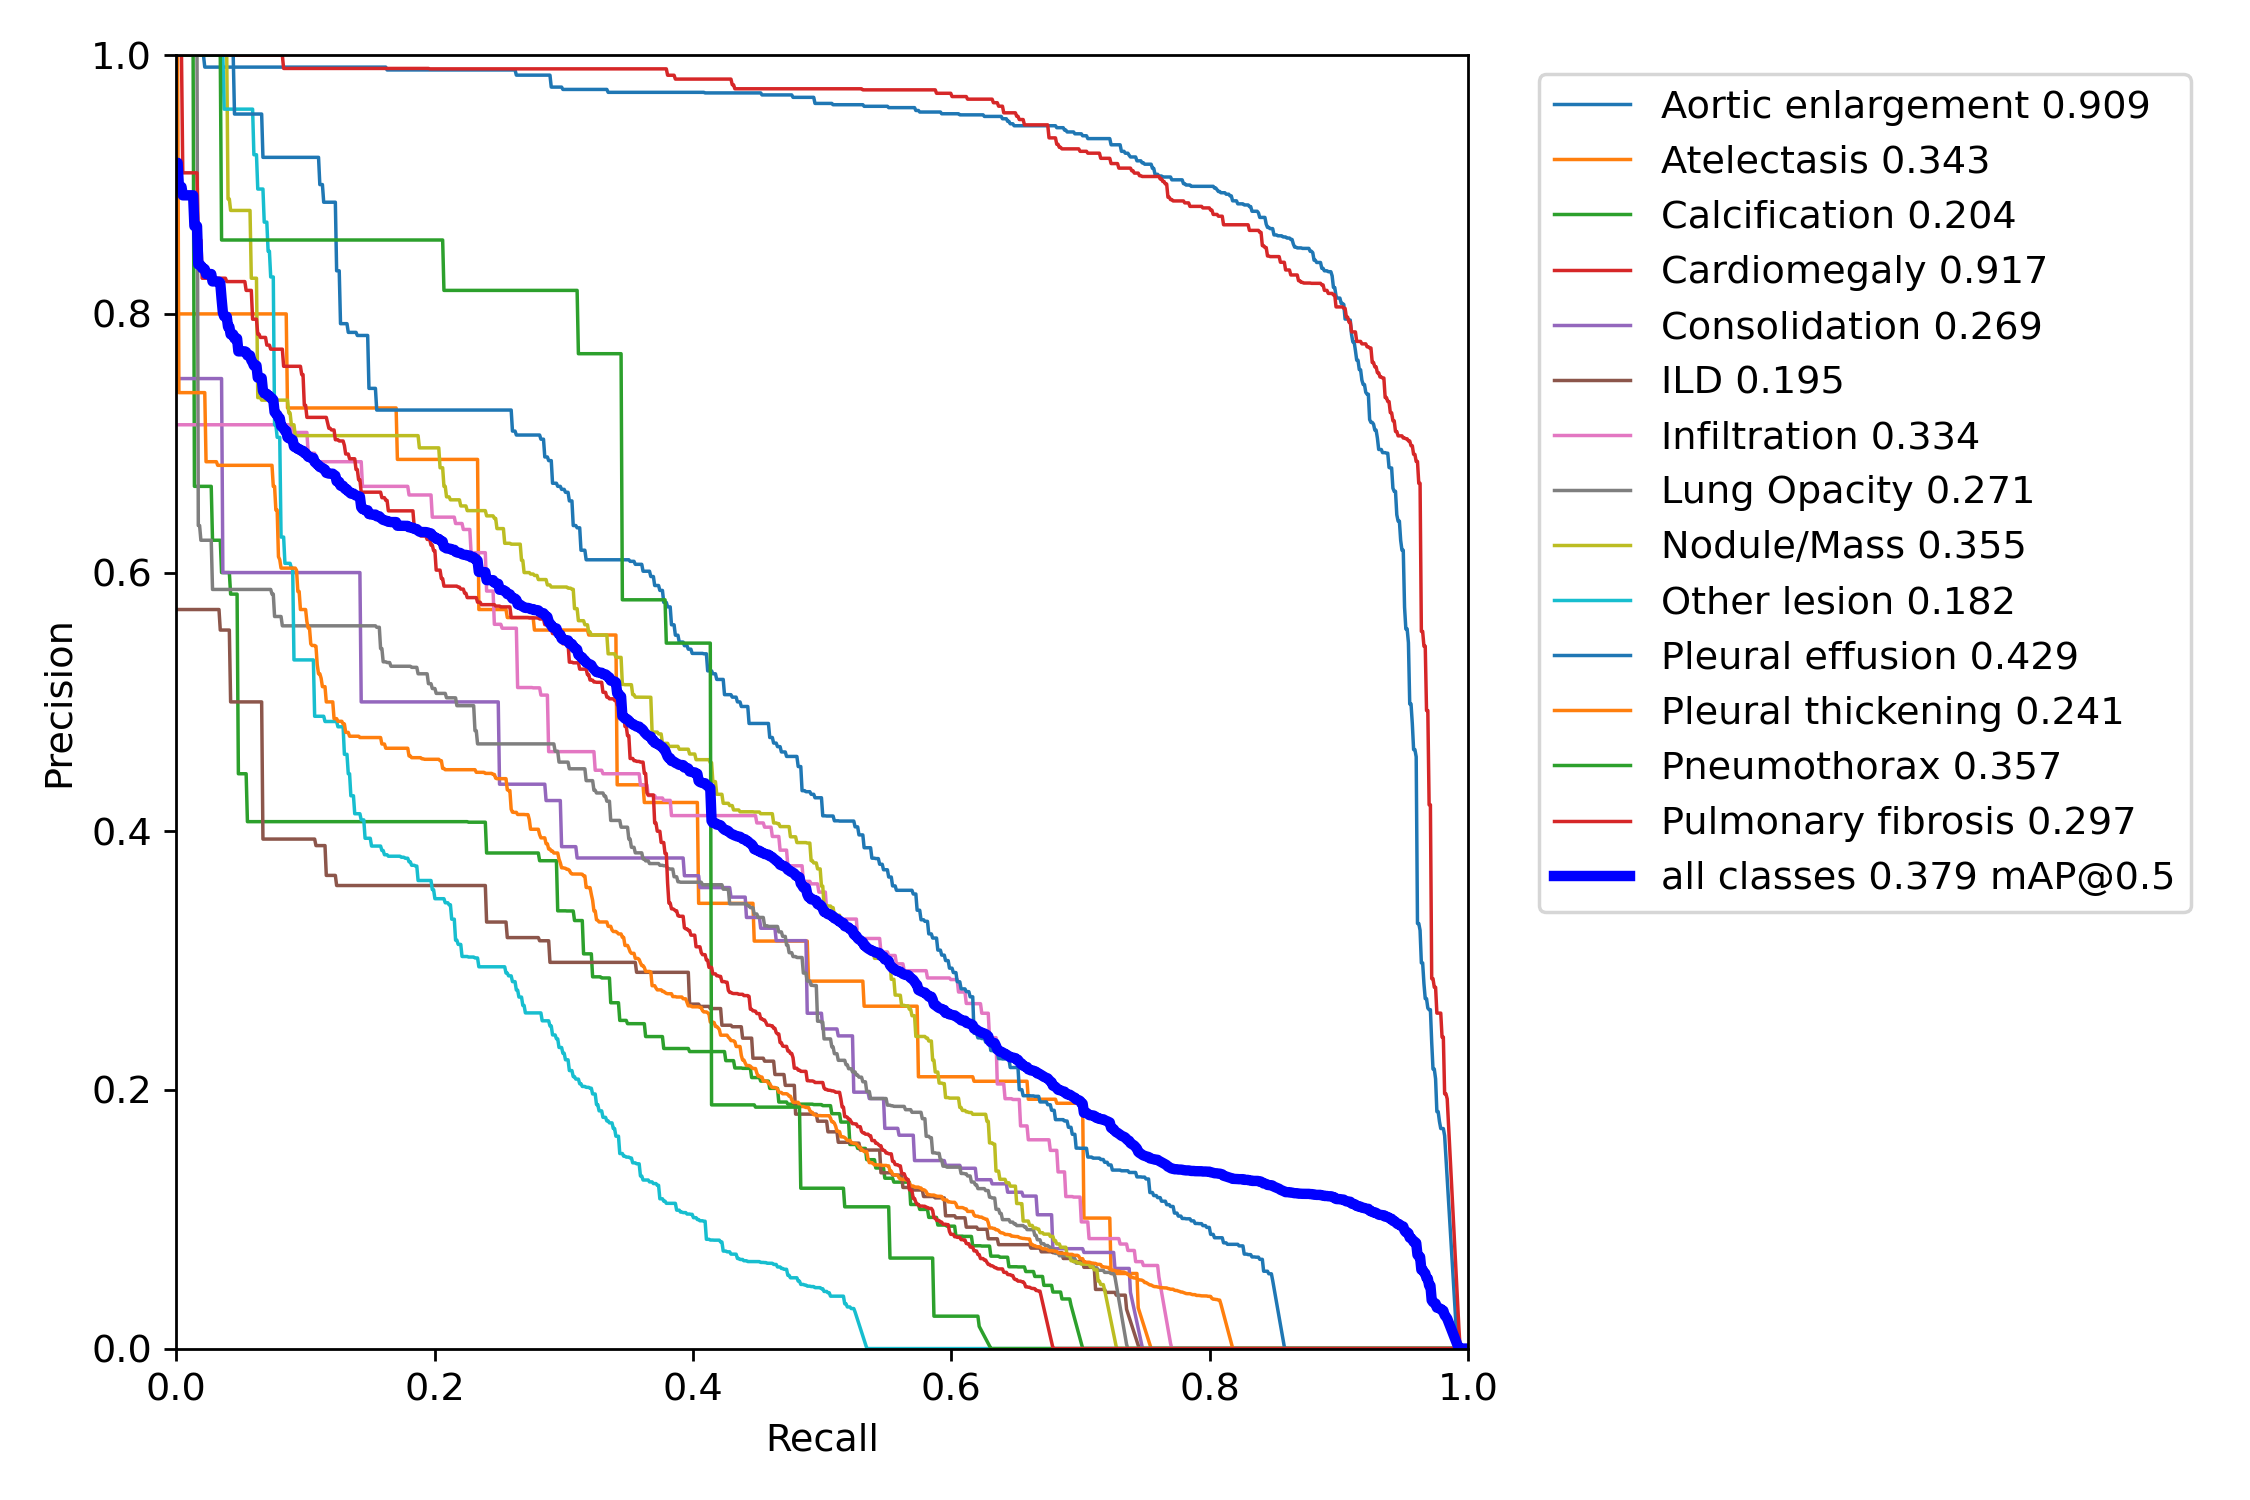 1.0
0.8
0.6
0.4
0.2
0.0
Precision
0.0 0.2 0.4 0.6 0.8 1.0
Recall
Aortic enlargement 0.909
Atelectasis 0.343
Calcification 0.204
Cardiomegaly 0.917
Consolidation 0.269
ILD 0.195
Infiltration 0.334
Lung Opacity 0.271
Nodule/Mass 0.355
Other lesion 0.182
Pleural effusion 0.429
Pleural thickening 0.241
Pneumothorax 0.357
Pulmonary fibrosis 0.297
all classes 0.379 mAP@0.5